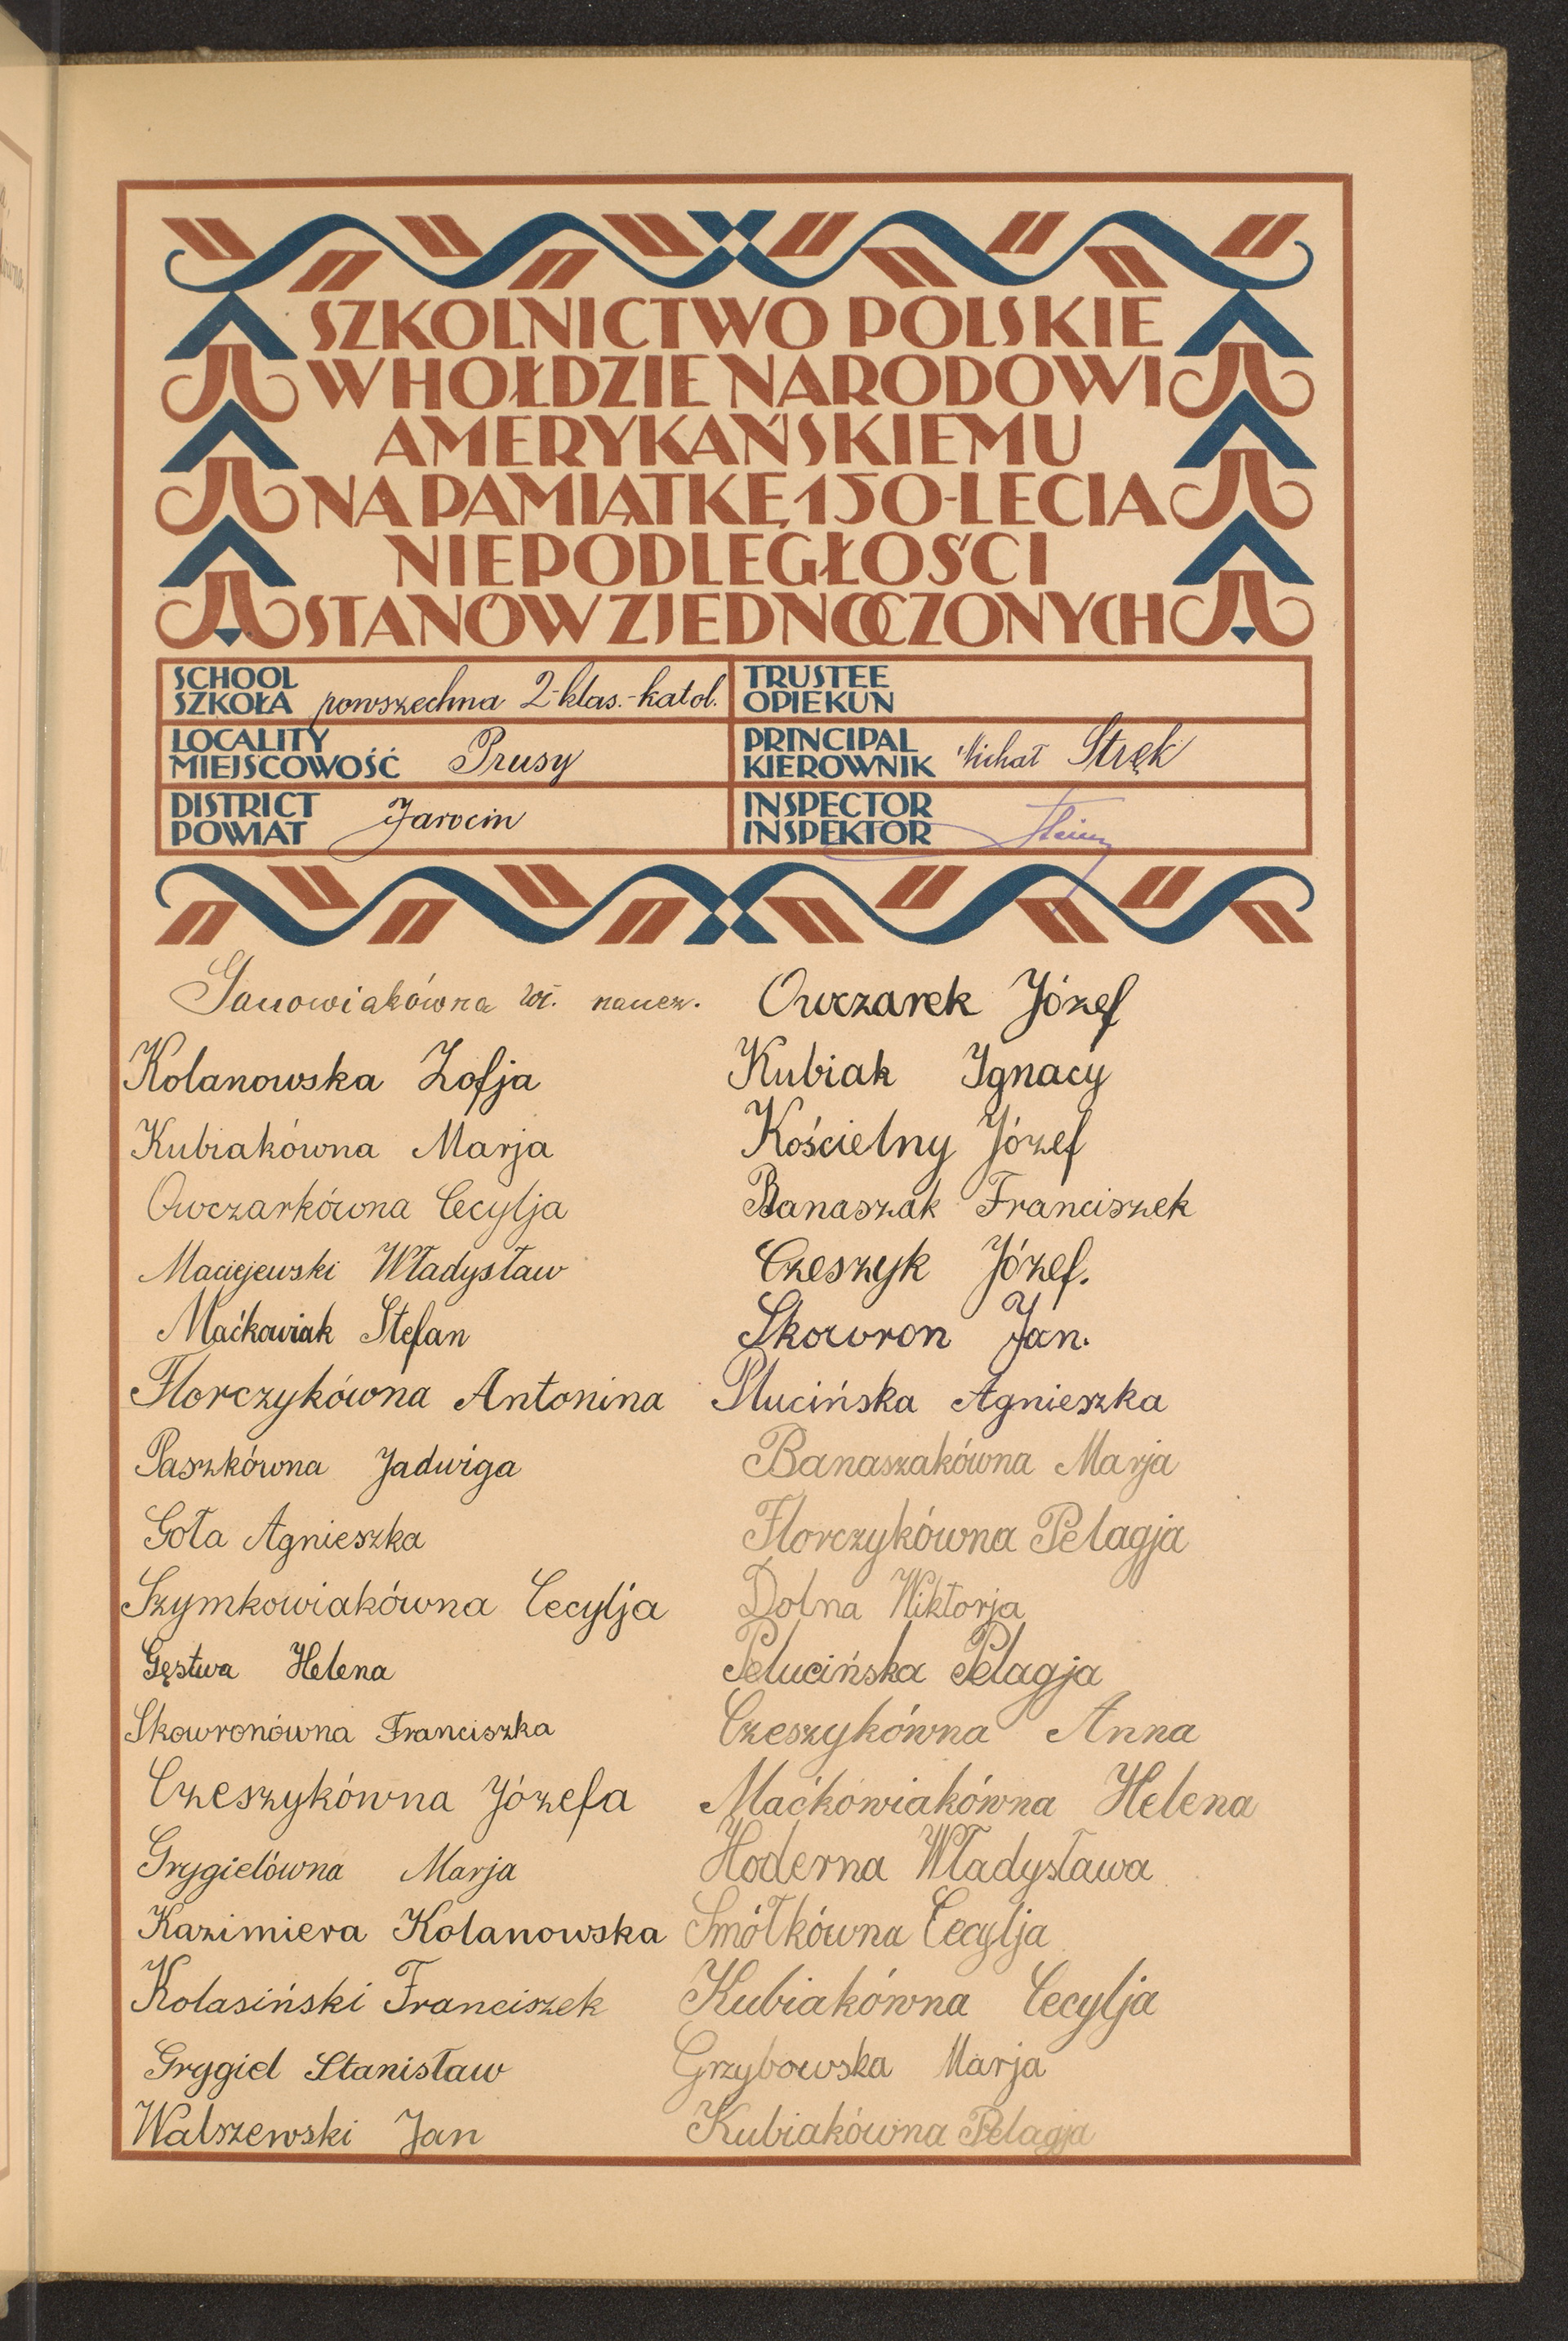 SZKOLNICTWO POLSKIE
W HOŁDZIE NARODOWI
AMERYKAŃSKIEMU
NA PAMIĄTKĘ 150-LECIA
NIEPODLEGŁOŚCI
STANÓW ZJEDNOCZONYCH
SCHOOL
SZKOŁA powszechna 2-klas.-katol.
TRUSTEE
OPIEKUN
LOCALITY
MIEJSCOWOŚĆ Prusy
PRINCIPAL
KIEROWNIK Michał Stręk
DISTRICT
POWIAT Jarocin
INSPECTOR
INSPEKTOR
naucz.
Kolanowska Zofja
Kubiakówna Marja
Owczarkówna Cecylja
Maciejewski Władysław
Maćkowiak Stefan
Florczykówna Antonina
Paszkówna Jadwiga
Goła Agnieszka
Szymkowiakówna Cecylja
Gęstwa Helena
Skowronówna Franciszka
Czeszykówna Józefa
Grygielówna Marja
Kazimiera Kolanowska
Kolasiński Franciszek
Grygiel Stanisław
Walszewski Jan
Owczarek Józef
Kubiak Ignacy
Kościelny Józef
Banaszak Franciszek
Czeszyk Józef.
Skowron Jan.
Plucińska Agnieszka
Banaszakówna Marja
Florczykówna Pelagja
Dolna Wiktorja
Pelucińska Pelagja
Czeszykówna Anna
Maćkowiakówna Helena
Hoderna Władysława
Smółkówna Cecylja
Kubiakówna Cecylja
Grzybowska Marja
Kubiakówna Pelagja